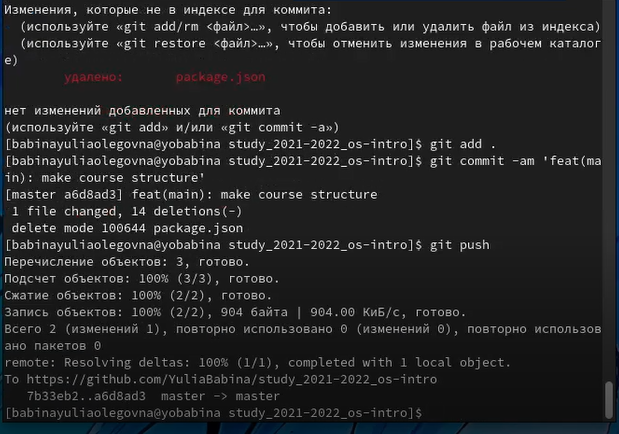 Изменения, которые не в индексе для коммита:
(используйте «git add/rm <файл>…», чтобы добавить или удалить файл из индекса)
(используйте «git restore <файл>…», чтобы отменить изменения в рабочем каталог
е)
удалено: package.json
нет изменений добавленных для коммита
(используйте «git add» и/или «git commit -a»)
[babinayuliaolegovna@yobabina study_2021-2022_os-intro]$ git add .
[babinayuliaolegovna@yobabina study_2021-2022_os-intro]$ git commit -am 'feat(ma
in): make course structure'
[master a6d8ad3] feat(main): make course structure
1 file changed, 14 deletions(-)
delete mode 100644 package.json
[babinayuliaolegovna@yobabina study_2021-2022_os-intro]$ git push
Перечисление объектов: 3, готово.
Подсчет объектов: 100% (3/3), готово.
Сжатие объектов: 100% (2/2), готово.
Запись объектов: 100% (2/2), 904 байта | 904.00 КиБ/с, готово.
Всего 2 (изменений 1), повторно использовано 0 (изменений 0), повторно использов
ано пакетов 0
remote: Resolving deltas: 100% (1/1), completed with 1 local object.
To https://github.com/YuliaBabina/study_2021-2022_os-intro
7b33eb2..a6d8ad3 master -> master
[babinayuliaolegovna@yobabina study_2021-2022_os-intro]$